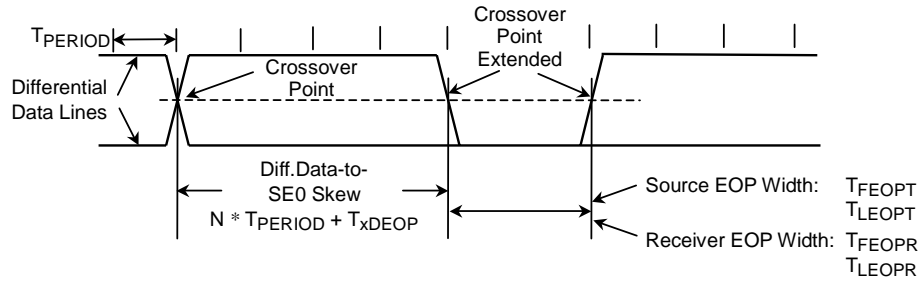 TPERIOD
Differential
Data Lines
Crossover
Point
Crossover
Point
Extended
Diff.Data-to-
SE0 Skew
N * TPERIOD + TxDEOP
Source EOP Width: TFEOPT
TLEOPT
Receiver EOP Width: TFEOPR
TLEOPR